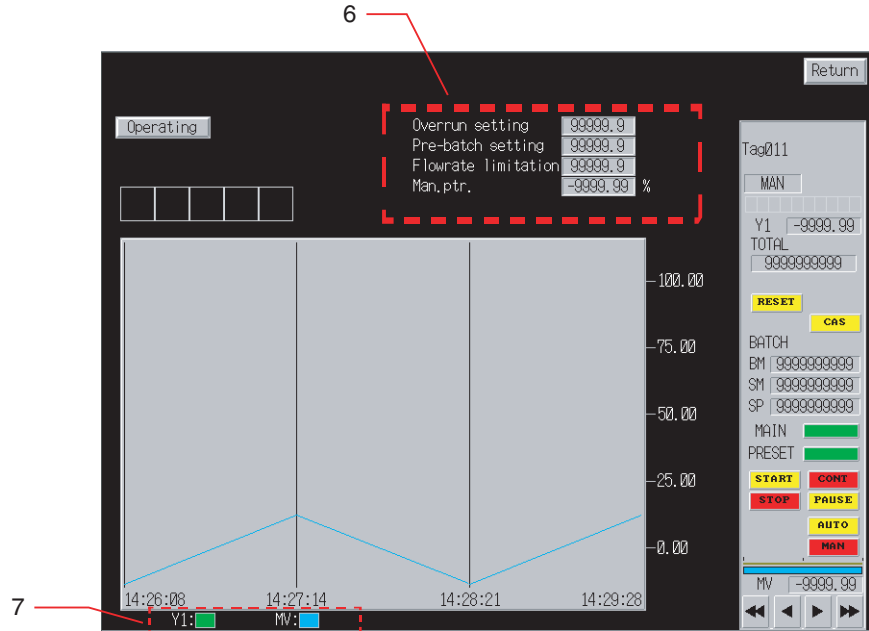 6
Return
Operating
Overrun setting 99999.9
Pre-batch setting 99999.9
Flowrate limitation 99999.9
Man.ptr. -9999.99 %
100.00
75.00
50.00
25.00
0.00
14:26:08 14:27:14 14:28:21 14:29:28
7
Y1: MV:
Tag011
MAN
Y1 -9999.99
TOTAL
9999999999
RESET
CAS
BATCH
BM 9999999999
SM 9999999999
SP 9999999999
MAIN
PRESET
START CONT
STOP PAUSE
AUTO
MAN
MV -9999.99